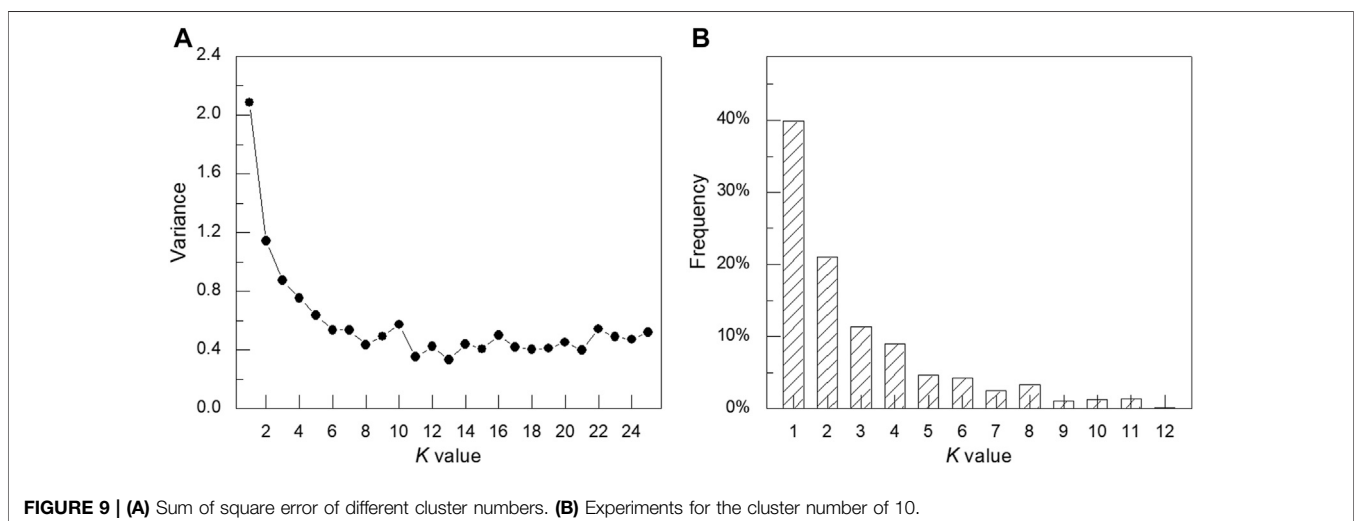 A
2.4
2.0
1.6
1.2
0.8
0.4
0.0
Variance
2 4 6 8 10 12 14 16 18 20 22 24
K value
B
40%
30%
20%
10%
0%
Frequency
1 2 3 4 5 6 7 8 9 10 11 12
K value
FIGURE 9 | (A) Sum of square error of different cluster numbers. (B) Experiments for the cluster number of 10.